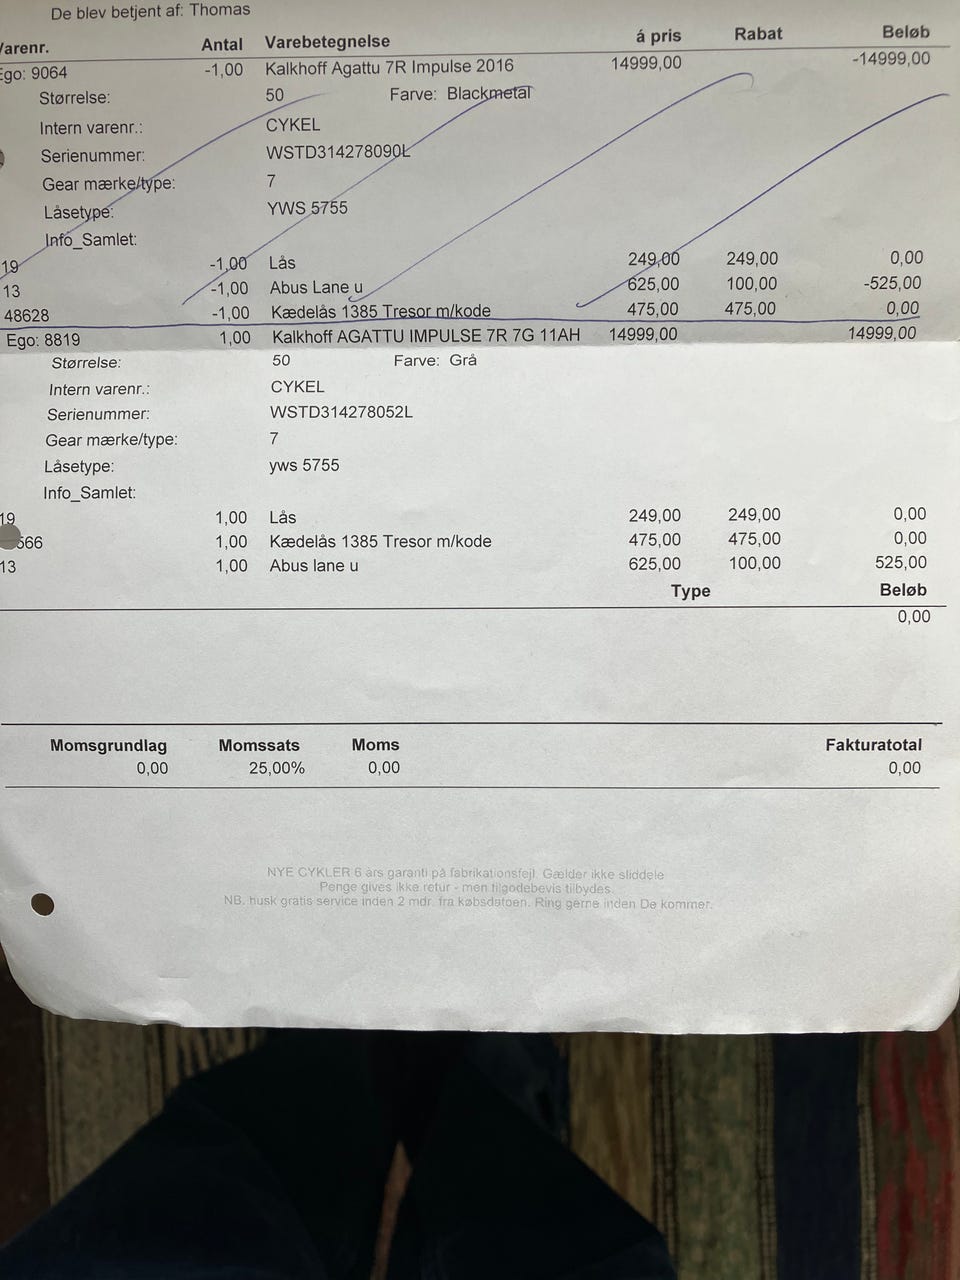 De blev betjent af: Thomas
Varenr. Antal Varebetegnelse á pris Rabat Beløb
Ego: 9064 -1,00 Kalkhoff Agattu 7R Impulse 2016 14999,00 -14999,00
Størrelse: 50 Farve: Blackmetal
Intern varenr.: CYKEL
Serienummer: WSTD314278090L
Gear mærke/type: 7
Låsetype: YWS 5755
Info_Samlet:
19 -1,00 Lås 249,00 249,00 0,00
13 -1,00 Abus Lane u 625,00 100,00 -525,00
48628 -1,00 Kædelås 1385 Tresor m/kode 475,00 475,00 0,00
Ego: 8819 1,00 Kalkhoff AGATTU IMPULSE 7R 7G 11AH 14999,00 14999,00
Størrelse: 50 Farve: Grå
Intern varenr.: CYKEL
Serienummer: WSTD314278052L
Gear mærke/type: 7
Låsetype: yws 5755
Info_Samlet:
19 1,00 Lås 249,00 249,00 0,00
566 1,00 Kædelås 1385 Tresor m/kode 475,00 475,00 0,00
13 1,00 Abus lane u 625,00 100,00 525,00
Type Beløb
0,00
Momsgrundlag Momssats Moms Fakturatotal
0,00 25,00% 0,00 0,00
NYE CYKLER 6 års garanti på fabrikationsfejl. Gælder ikke sliddele
Penge gives ikke retur - men tilgodebevis tilbydes.
NB. husk gratis service inden 2 mdr. fra købsdatoen. Ring gerne inden De kommer.